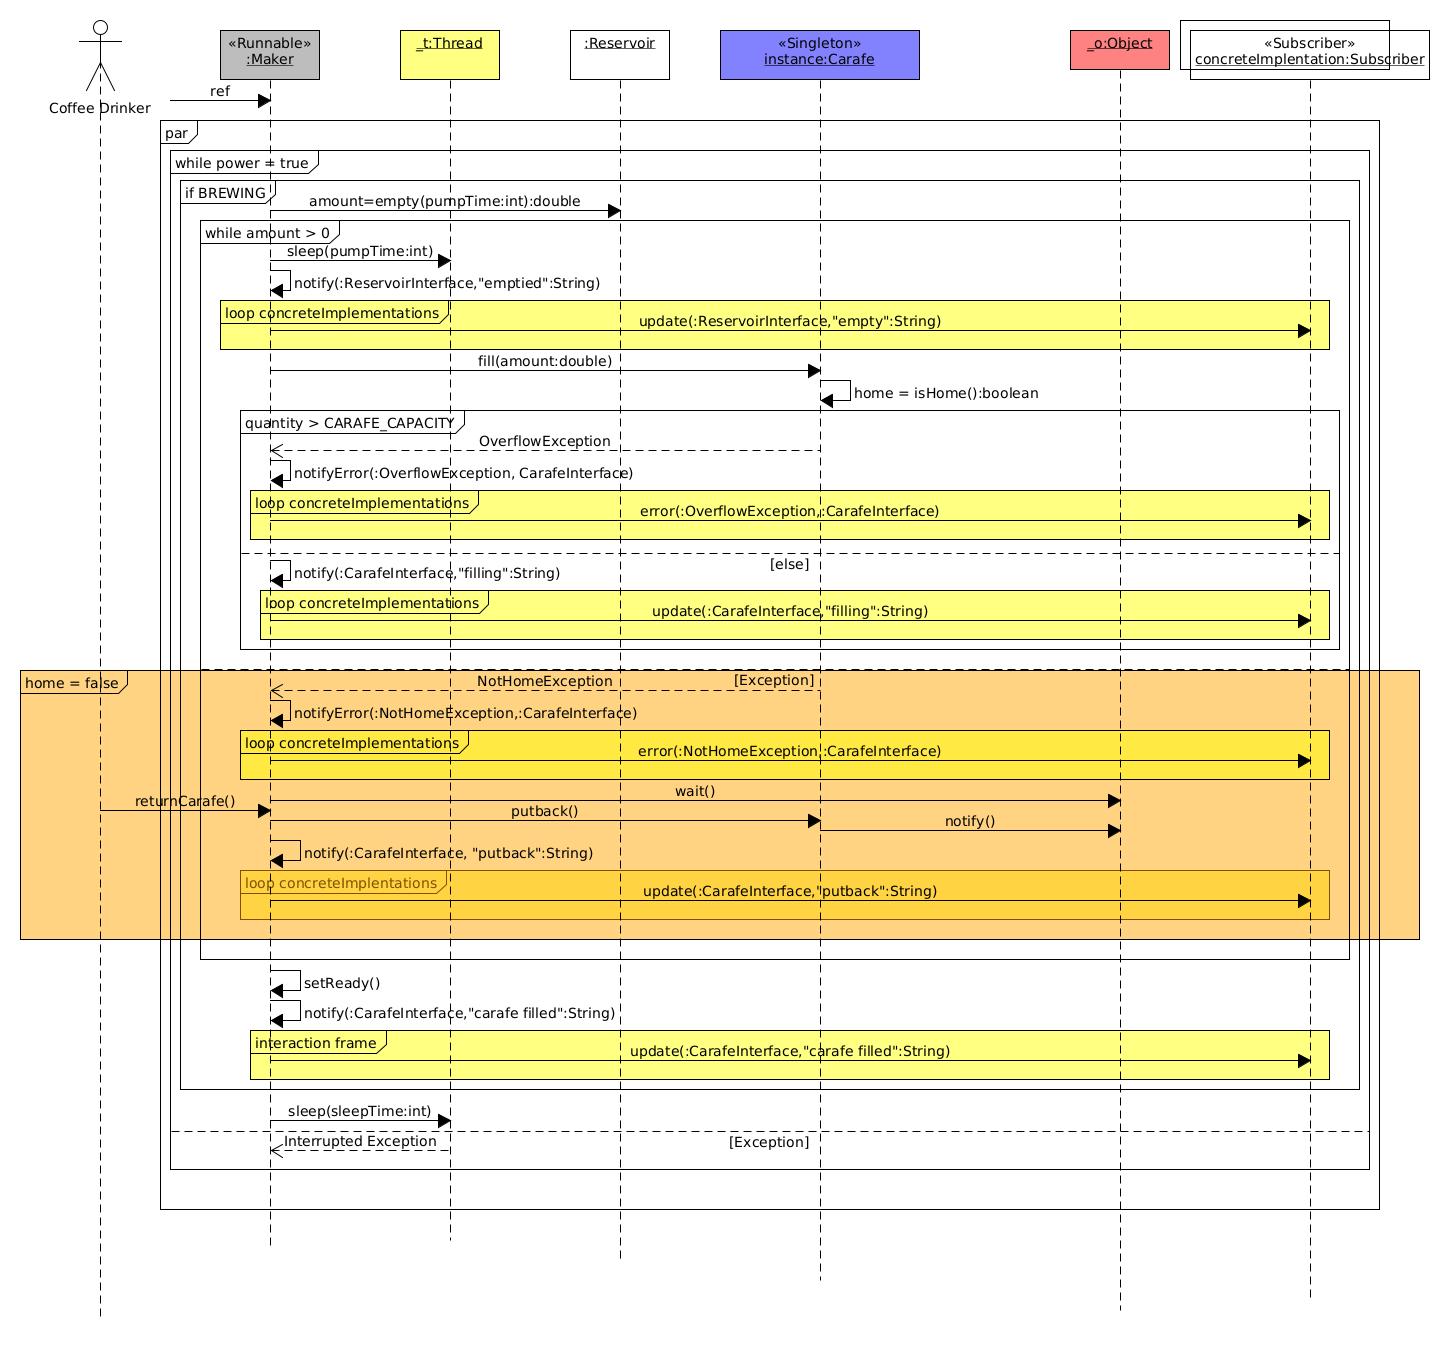 «Runnable»
:Maker
_t:Thread
:Reservoir
«Singleton»
instance:Carafe
_o:Object
«Subscriber»
concreteImplentation:Subscriber
Coffee Drinker
ref
par
while power = true
if BREWING
amount=empty(pumpTime:int):double
while amount > 0
sleep(pumpTime:int)
notify(:ReservoirInterface,"emptied":String)
loop concreteImplementations
update(:ReservoirInterface,"empty":String)
fill(amount:double)
home = isHome():boolean
quantity > CARAFE_CAPACITY
OverflowException
notifyError(:OverflowException, CarafeInterface)
loop concreteImplementations
error(:OverflowException,:CarafeInterface)
[else]
notify(:CarafeInterface,"filling":String)
loop concreteImplementations
update(:CarafeInterface,"filling":String)
home = false
NotHomeException
[Exception]
notifyError(:NotHomeException,:CarafeInterface)
loop concreteImplementations
error(:NotHomeException,:CarafeInterface)
wait()
returnCarafe()
putback()
notify()
notify(:CarafeInterface, "putback":String)
loop concreteImplentations
update(:CarafeInterface,"putback":String)
setReady()
notify(:CarafeInterface,"carafe filled":String)
interaction frame
update(:CarafeInterface,"carafe filled":String)
sleep(sleepTime:int)
Interrupted Exception
[Exception]